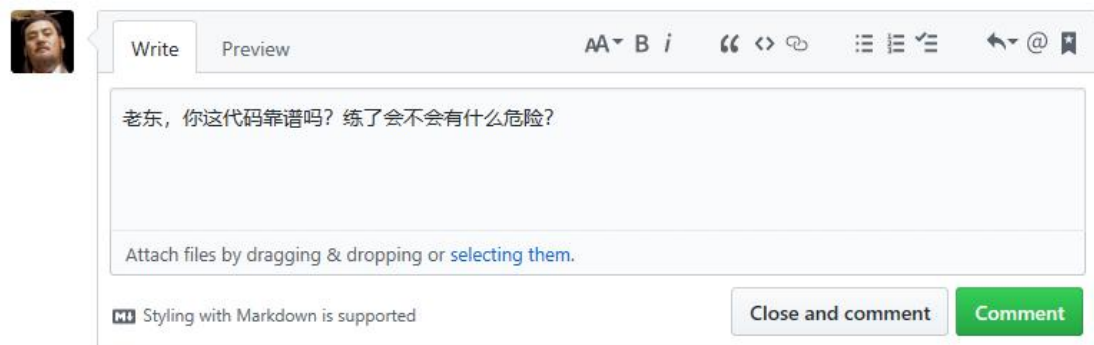 Write Preview AA B i “ <> @
老东，你这代码靠谱吗？练了会不会有什么危险？
Attach files by dragging & dropping or selecting them.
Styling with Markdown is supported
Close and comment Comment